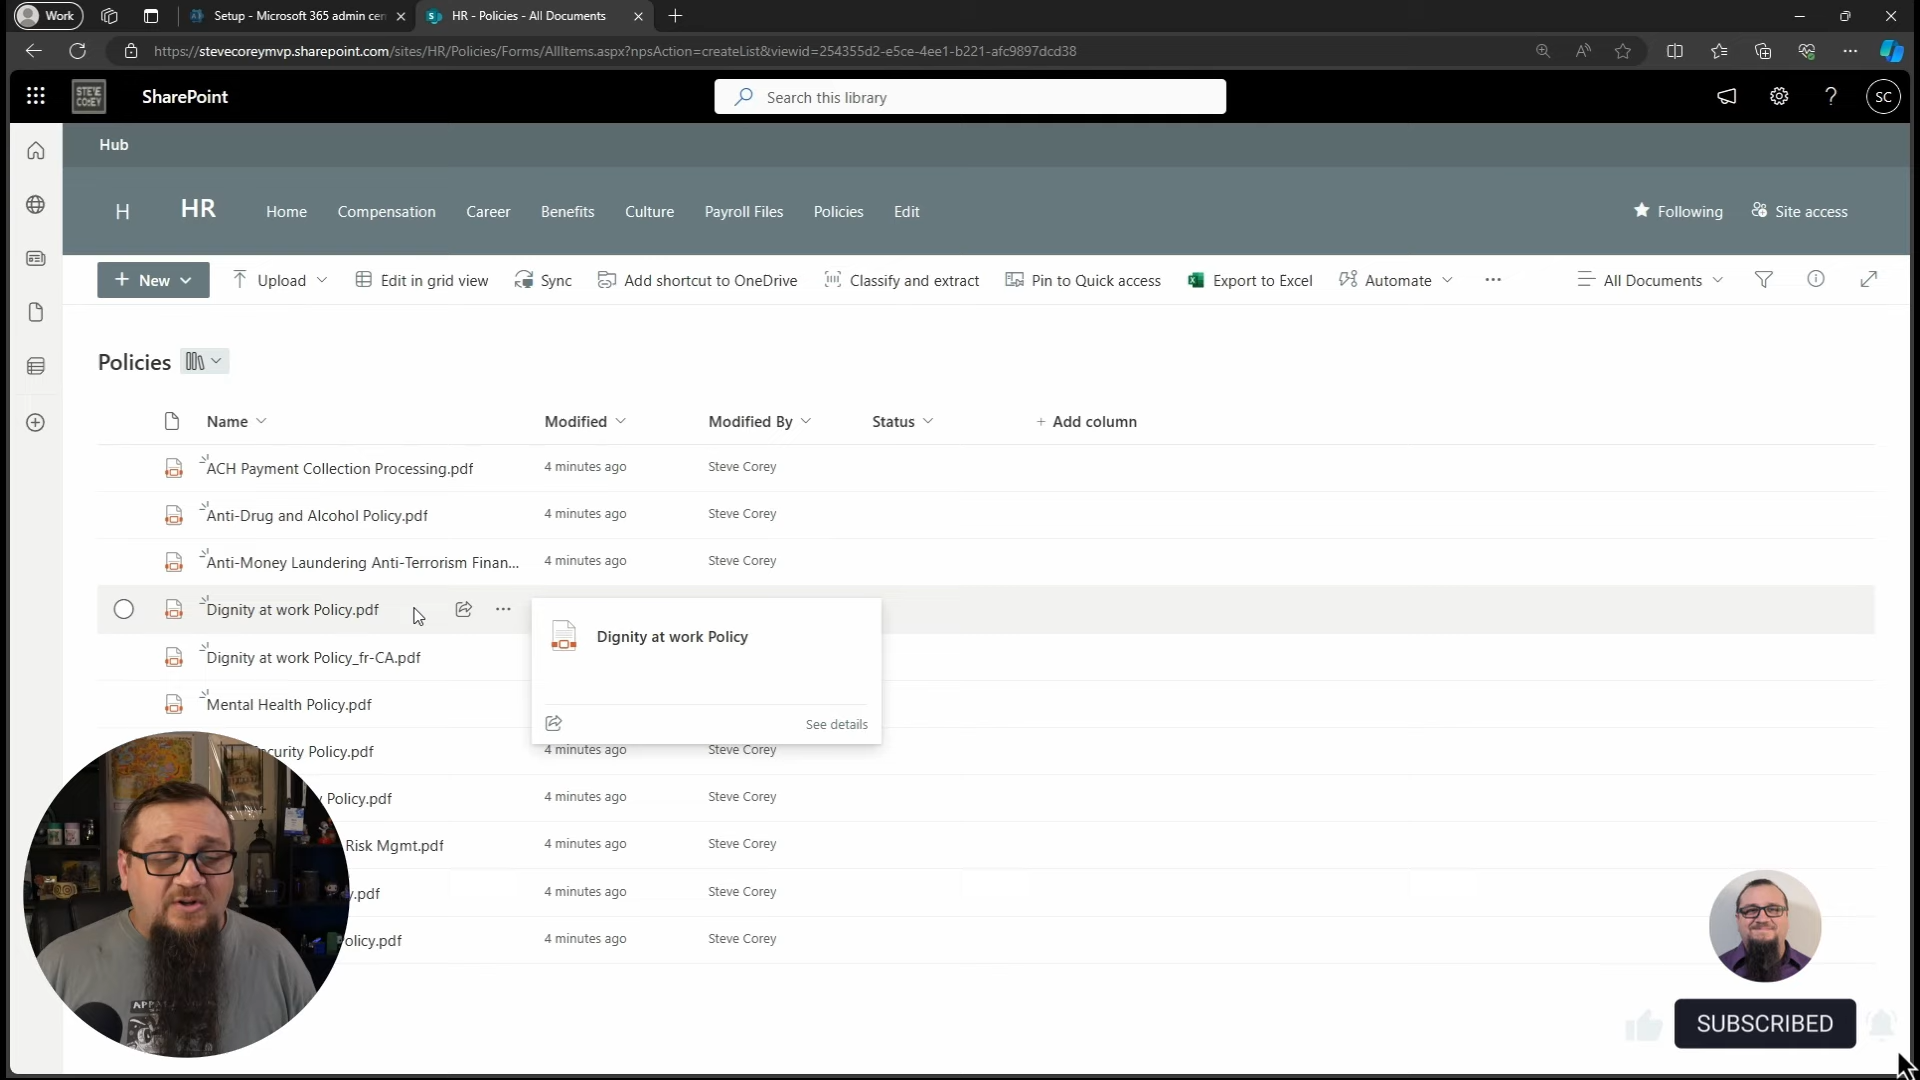 Work
Setup - Microsoft 365 admin cen
HR - Policies - All Documents
https://stevecoreymvp.sharepoint.com/sites/HR/Policies/Forms/AllItems.aspx?npsAction=createList&viewid=254355d2-e5ce-4ee1-b221-afc9897dcd38
STEVE COREY
SharePoint
Search this library
SC
Hub
H HR Home Compensation Career Benefits Culture Payroll Files Policies Edit Following Site access
+ New Upload Edit in grid view Sync Add shortcut to OneDrive Classify and extract Pin to Quick access Export to Excel Automate ... All Documents
Policies
Name Modified Modified By Status + Add column
ACH Payment Collection Processing.pdf 4 minutes ago Steve Corey
Anti-Drug and Alcohol Policy.pdf 4 minutes ago Steve Corey
Anti-Money Laundering Anti-Terrorism Finan... 4 minutes ago Steve Corey
Dignity at work Policy.pdf ...
Dignity at work Policy
Dignity at work Policy_fr-CA.pdf
Mental Health Policy.pdf
See details
curity Policy.pdf 4 minutes ago Steve Corey
Policy.pdf 4 minutes ago Steve Corey
Risk Mgmt.pdf 4 minutes ago Steve Corey
.pdf 4 minutes ago Steve Corey
olicy.pdf 4 minutes ago Steve Corey
SUBSCRIBED